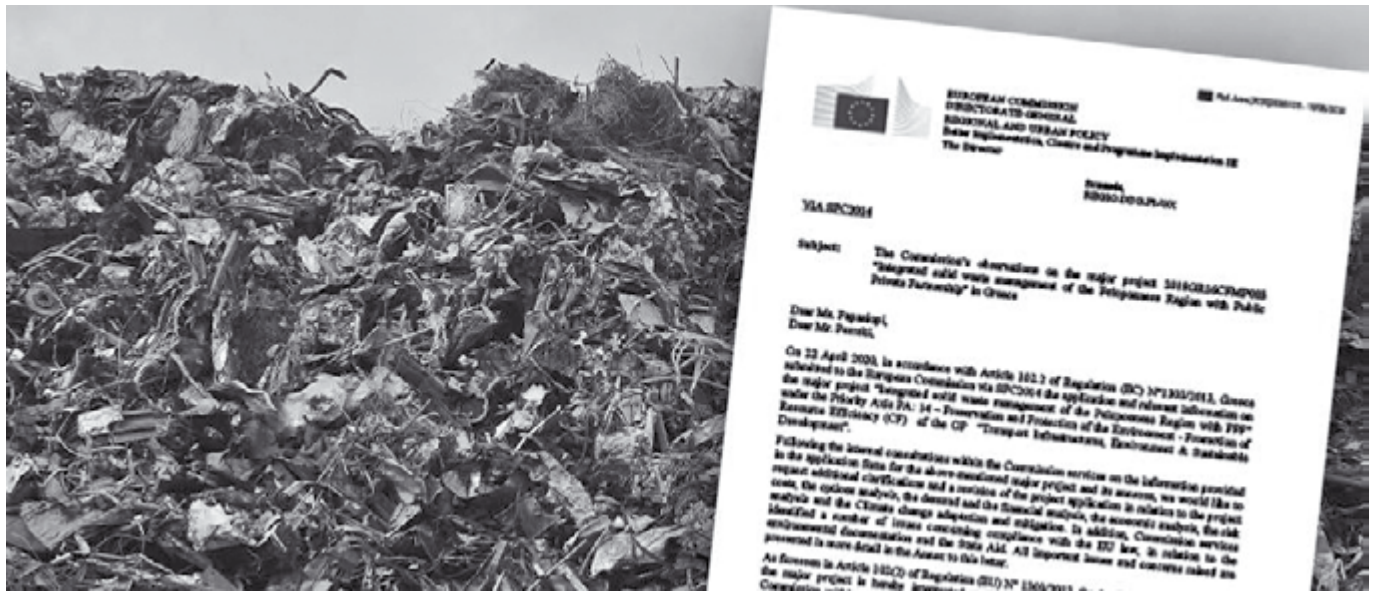 EUROPEAN COMMISSION
DIRECTORATE-GENERAL
REGIONAL AND URBAN POLICY
Better Implementation, Closure and Programme Implementation III
The Director
Brussels,
VIA SFC2014
Subject:
The Commission's observations on the major project
"Integrated solid waste management of the Peloponnese Region with Public
Private Partnership" in Greece
Dear Ms.
Dear Mr.
On 22 April 2020, in accordance with Article 102.2 of Regulation (EC) N°1303/2013, Greece
submitted to the European Commission via SFC2014 the application and relevant information on
the major project "Integrated solid waste management of the Peloponnese Region with PPP"
under the Priority Axis PA: 14 – Preservation and Protection of the Environment - Promotion of
Resource Efficiency (CF) of the OP "Transport Infrastructures, Environment & Sustainable
Development".
Following the internal consultations within the Commission services on the information provided
in the application form for the above-mentioned major project and its annexes, we would like to
request additional clarifications and a revision of the project application in relation to the project
costs, the options analysis, the demand and the financial analysis, the economic analysis, the risk
analysis and the Climate change adaptation and mitigation. In addition, Commission services
identified a number of issues concerning compliance with the EU law, in relation to the
environmental documentation and the State Aid. All important issues and concerns raised are
presented in more detail in the Annex to this letter.
As foreseen in Article 102(2) of Regulation (EU) N° 1303/2013,
the major project is hereby interrupted